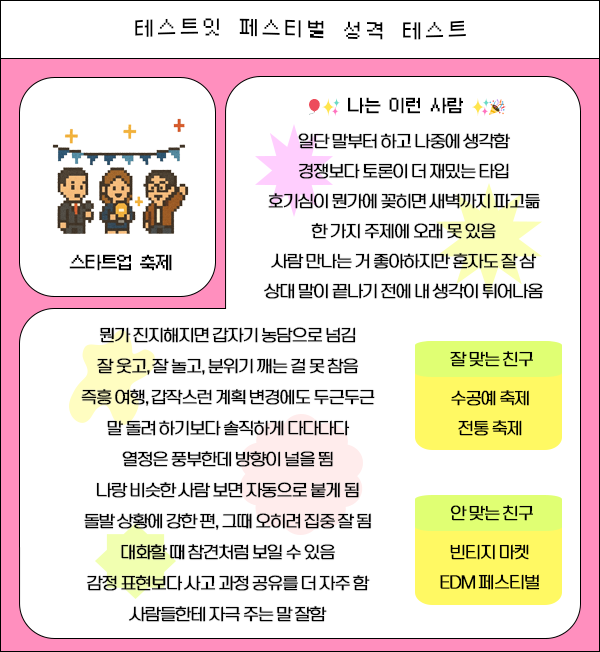 테스트잇 페스티벌 성격 테스트
스타트업 축제
나는 이런 사람
일단 말부터 하고 나중에 생각함
경쟁보다 토론이 더 재밌는 타입
호기심이 뭔가에 꽂히면 새벽까지 파고듦
한 가지 주제에 오래 못 있음
사람 만나는 거 좋아하지만 혼자도 잘 삼
상대 말이 끝나기 전에 내 생각이 튀어나옴
뭔가 진지해지면 갑자기 농담으로 넘김
잘 웃고, 잘 놀고, 분위기 깨는 걸 못 참음
즉흥 여행, 갑작스런 계획 변경에도 두근두근
말 돌려 하기보다 솔직하게 다다다다
열정은 풍부한데 방향이 널을 뜀
나랑 비슷한 사람 보면 자동으로 붙게 됨
돌발 상황에 강한 편, 그때 오히려 집중 잘 됨
대화할 때 참견처럼 보일 수 있음
감정 표현보다 사고 과정 공유를 더 자주 함
사람들한테 자극 주는 말 잘함
잘 맞는 친구
수공예 축제
전통 축제
안 맞는 친구
빈티지 마켓
EDM 페스티벌